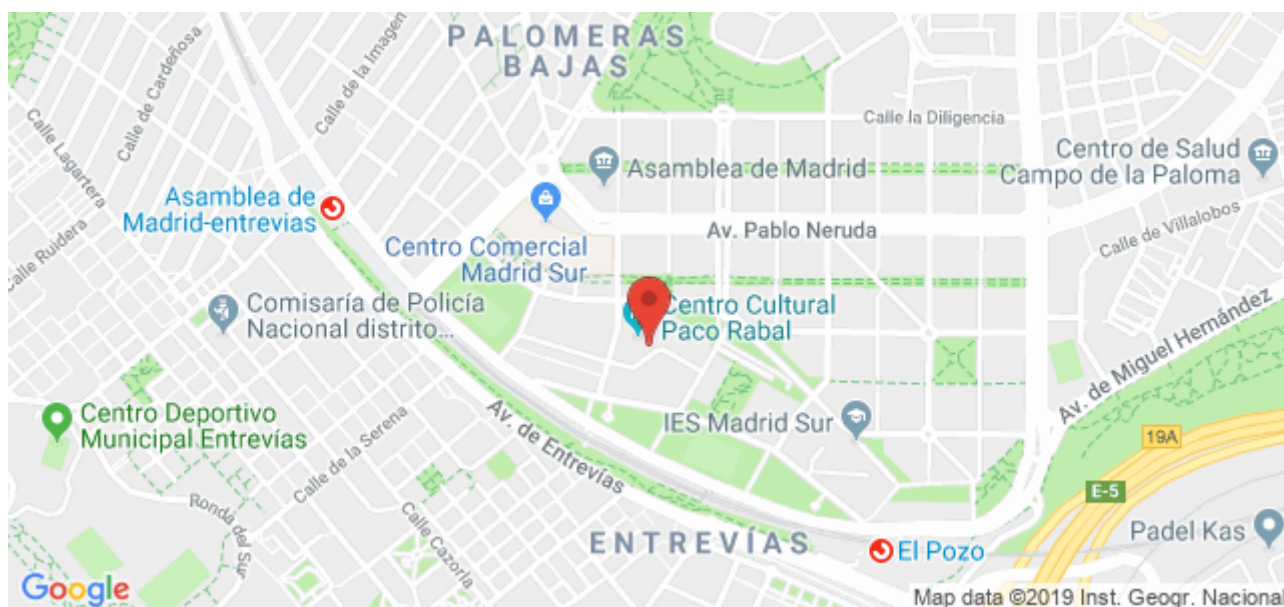 PALOMERAS
BAJAS
Calle de Cardeñosa
Calle de la Imagen
Calle Lagartera
Calle la Diligencia
Asamblea de Madrid
Centro de Salud
Campo de la Paloma
Asamblea de
Madrid-entrevias
Calle Ruidera
Centro Comercial
Madrid Sur
Av. Pablo Neruda
Calle de Villalobos
Comisaría de Policía
Nacional distrito...
Centro Cultural
Paco Rabal
Av. de Miguel Hernández
Centro Deportivo
Municipal Entrevías
Calle de la Serena
Av. de Entrevías
IES Madrid Sur
19A
E-5
Ronda del Sur
Calle Cazorla
ENTREVÍAS
El Pozo
Padel Kas
Google
Map data ©2019 Inst. Geogr. Nacional